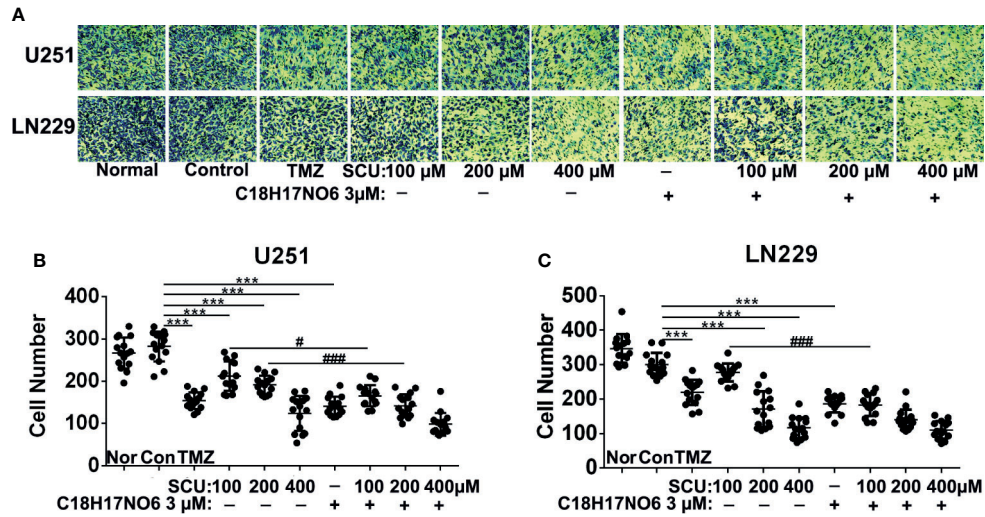 A
U251
LN229
Normal Control TMZ SCU:100 μM 200 μM 400 μM – 100 μM 200 μM 400 μM
C18H17NO6 3μM: – – – + + + +
B
U251
Cell Number
400
300
200
100
0
***
***
***
***
***
#
###
Nor Con TMZ
SCU:100 200 400 – 100 200 400μM
C18H17NO6 3 μM: – – – + + + +
C
LN229
Cell Number
500
400
300
200
100
0
***
***
***
***
###
Nor Con TMZ
SCU:100 200 400 – 100 200 400μM
C18H17NO6 3 μM: – – – + + + +